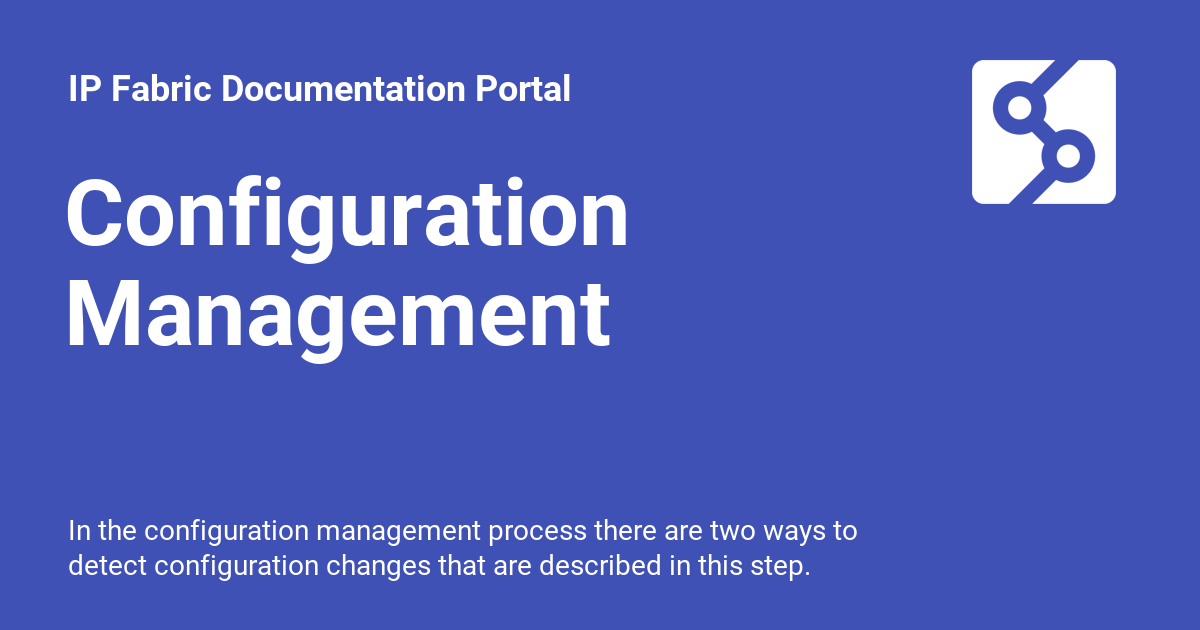 IP Fabric Documentation Portal
Configuration
Management
In the configuration management process there are two ways to
detect configuration changes that are described in this step.